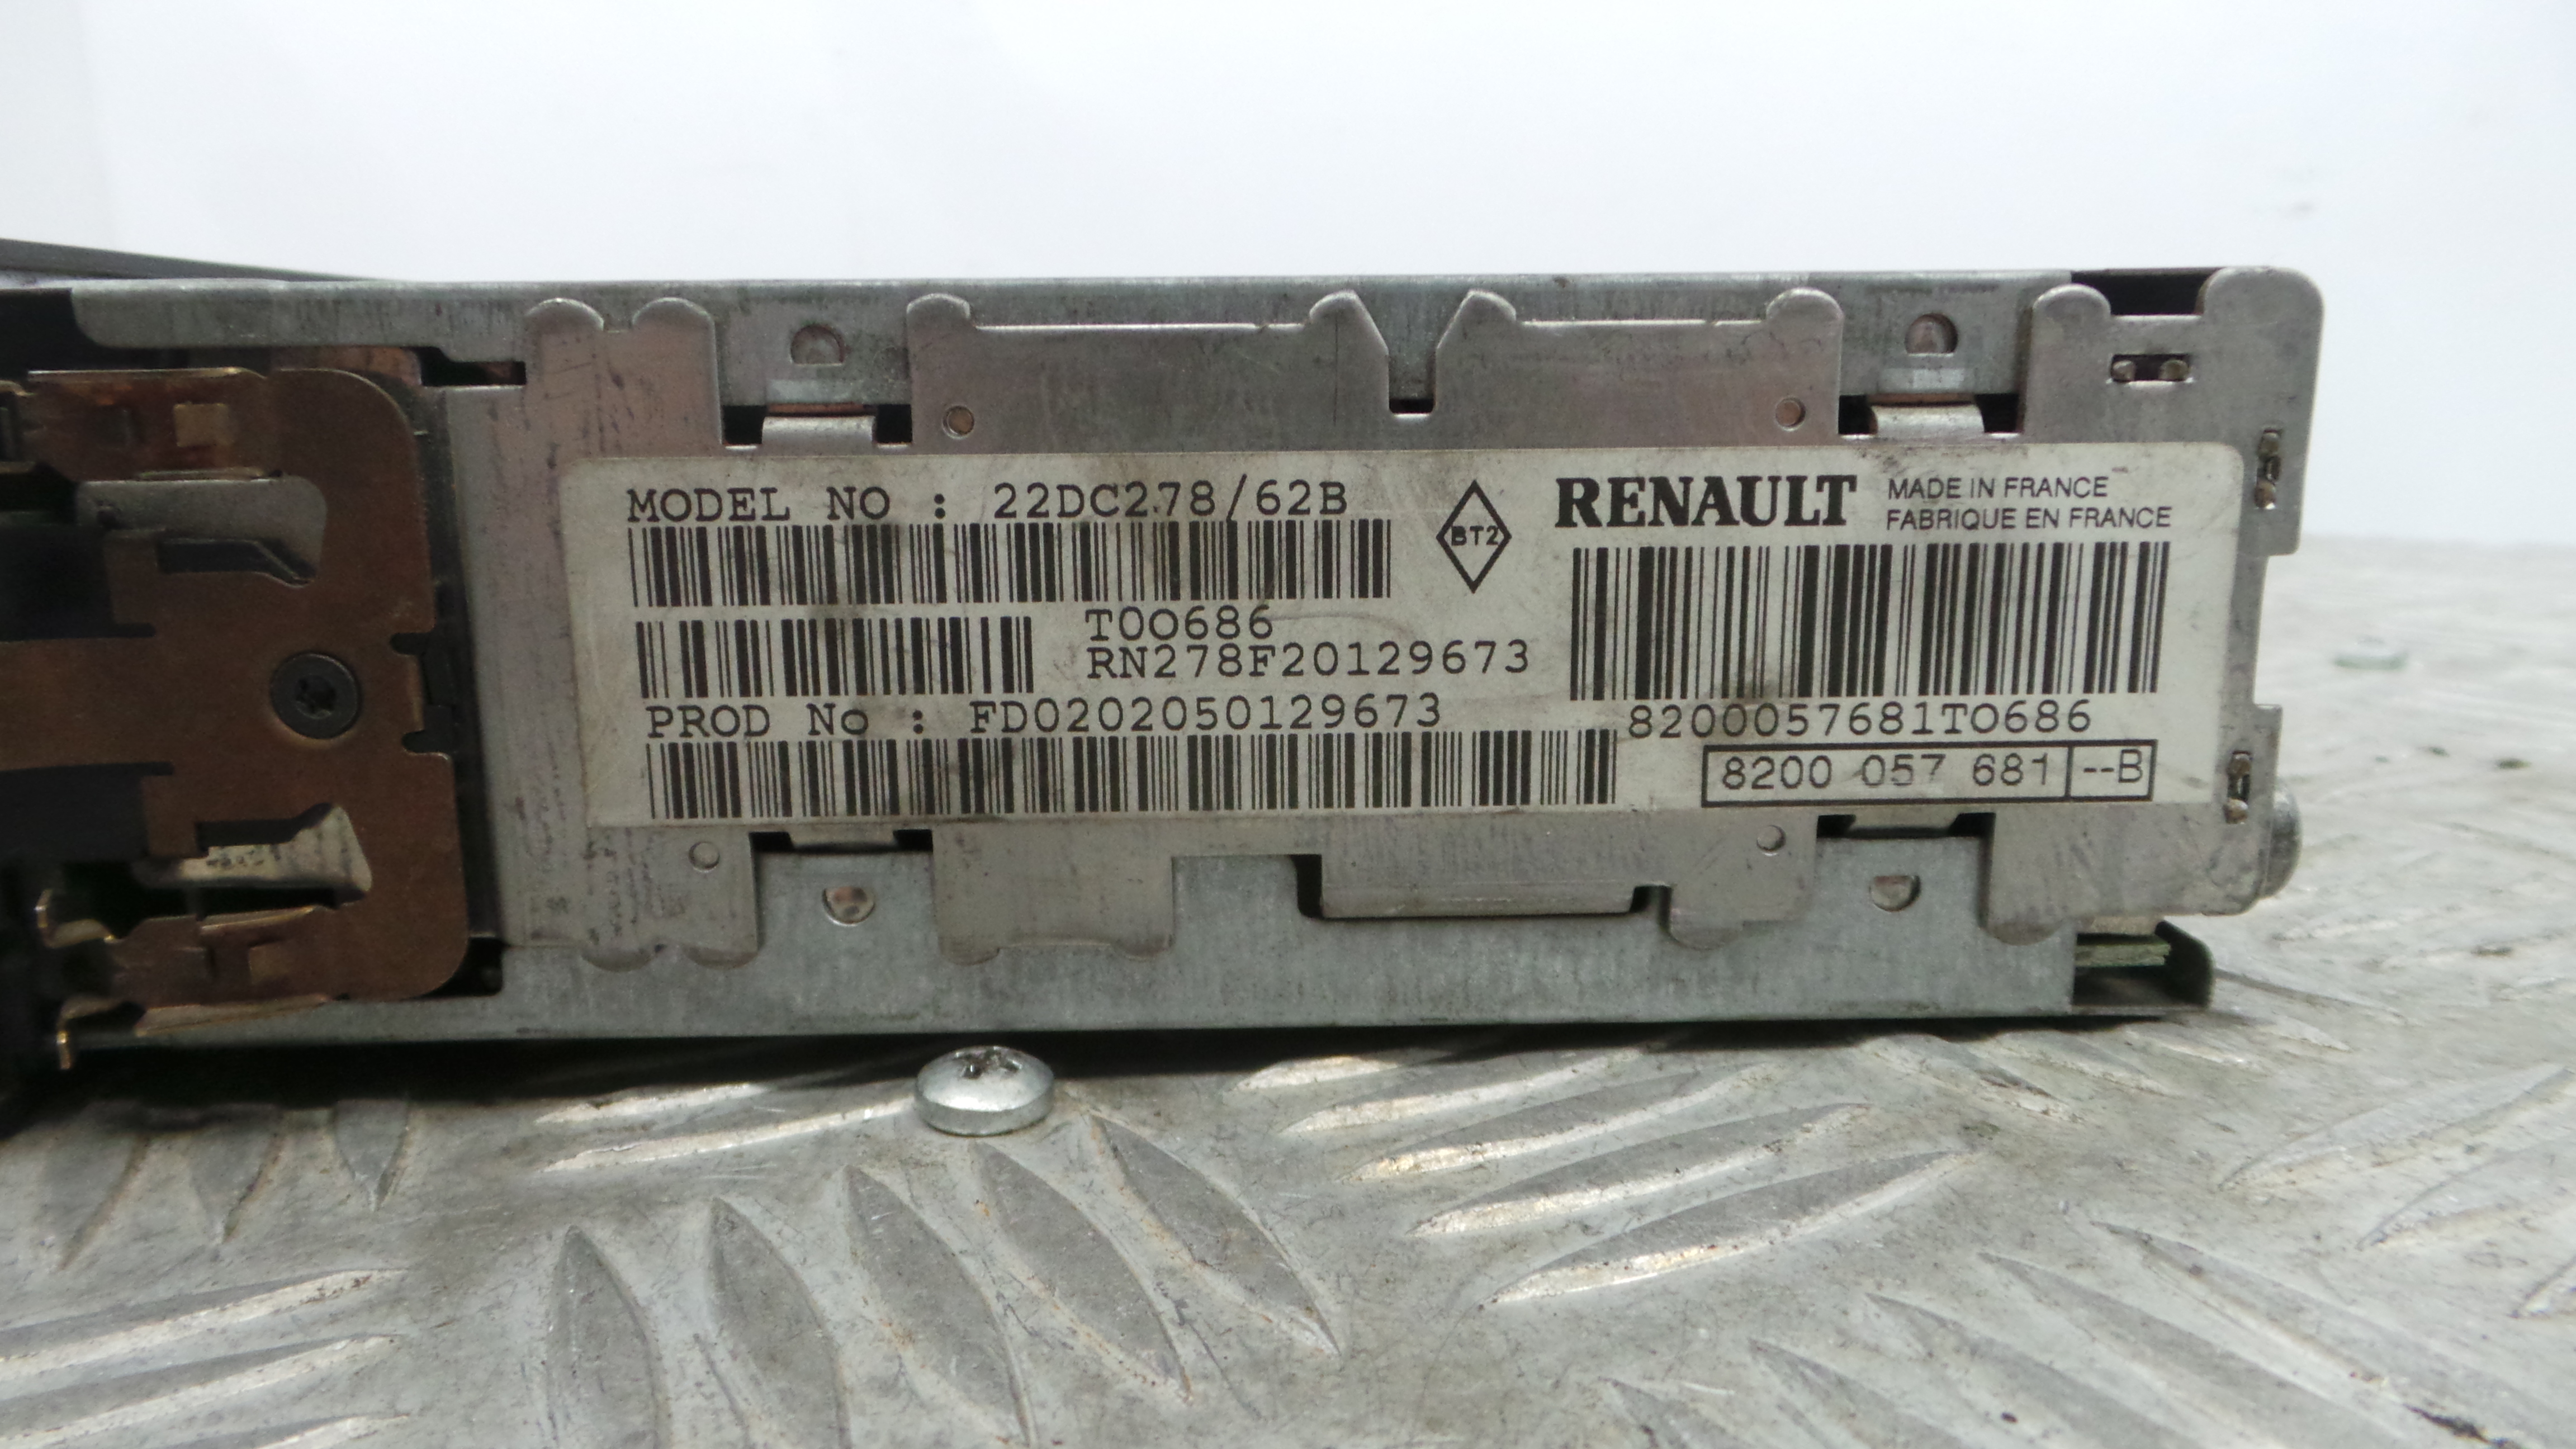 MODEL NO : 22DC278/62B
BT2
RENAULT
MADE IN FRANCE
FABRIQUE EN FRANCE
T00686
RN278F20129673
PROD No : FD0202050129673
8200057681T0686
8200 057 681 --B